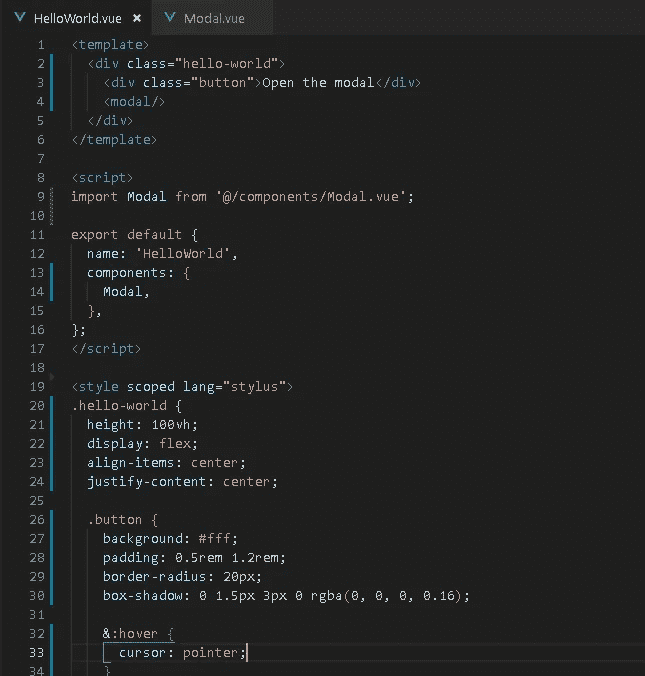 HelloWorld.vue × Modal.vue
1 <template>
2 <div class="hello-world">
3 <div class="button">Open the modal</div>
4 <modal/>
5 </div>
6 </template>
7
8 <script>
9 import Modal from '@/components/Modal.vue';
10
11 export default {
12 name: 'HelloWorld',
13 components: {
14 Modal,
15 },
16 };
17 </script>
18
19 <style scoped lang="stylus">
20 .hello-world {
21 height: 100vh;
22 display: flex;
23 align-items: center;
24 justify-content: center;
25
26 .button {
27 background: #fff;
28 padding: 0.5rem 1.2rem;
29 border-radius: 20px;
30 box-shadow: 0 1.5px 3px 0 rgba(0, 0, 0, 0.16);
31
32 &:hover {
33 cursor: pointer;
34 }